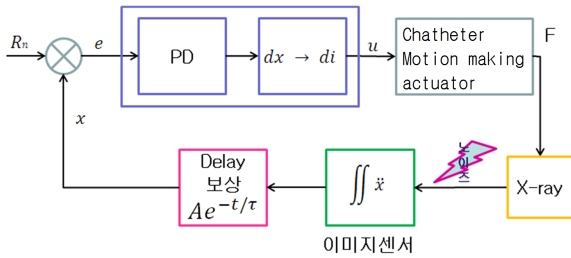 Rn
e
PD
dx → di
u
Chatheter
Motion making
actuator
F
x
Delay
보상
Ae^{-t/τ}
∬ ẍ
노이즈
X-ray
이미지센서